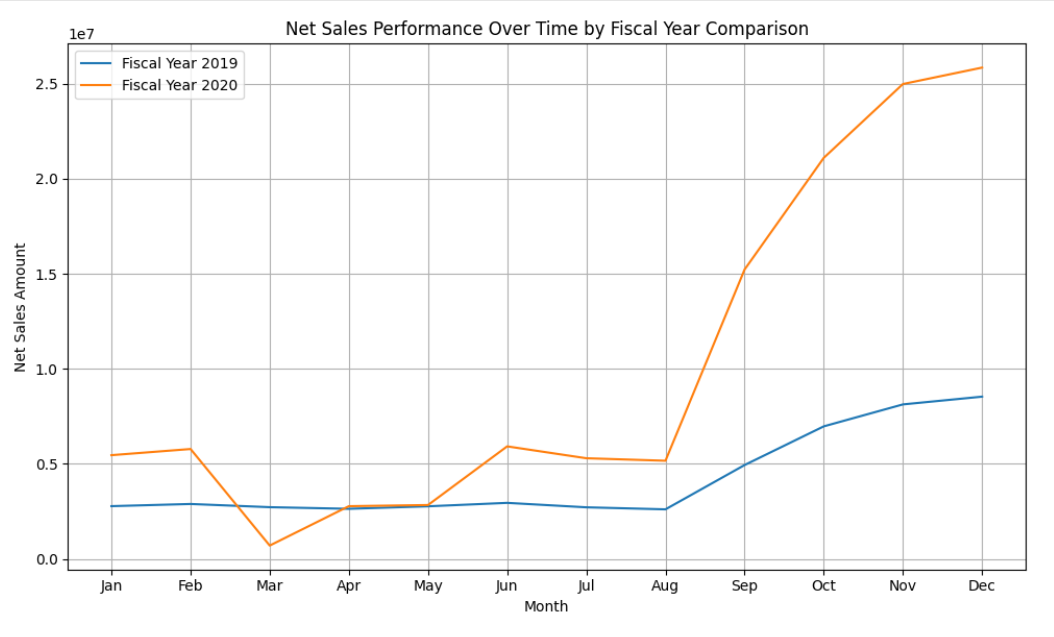 Net Sales Performance Over Time by Fiscal Year Comparison
1e7
Fiscal Year 2019
Fiscal Year 2020
2.5
2.0
1.5
1.0
0.5
0.0
Net Sales Amount
Jan Feb Mar Apr May Jun Jul Aug Sep Oct Nov Dec
Month